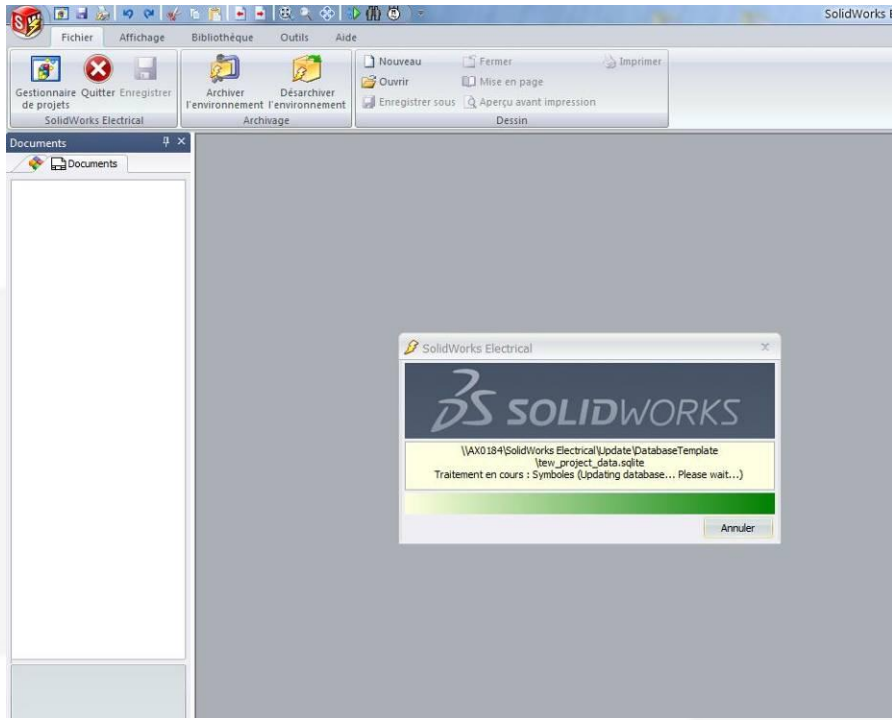 SolidWorks E
Fichier Affichage Bibliothèque Outils Aide
Gestionnaire de projets
Quitter
Enregistrer
SolidWorks Electrical
Archiver l'environnement
Désarchiver l'environnement
Archivage
Nouveau
Ouvrir
Enregistrer sous
Fermer
Mise en page
Aperçu avant impression
Imprimer
Dessin
Documents
Documents
SolidWorks Electrical
SOLIDWORKS
\\AX0184\SolidWorks Electrical\Update\DatabaseTemplate
\tew_project_data.sqlite
Traitement en cours : Symboles (Updating database... Please wait...)
Annuler